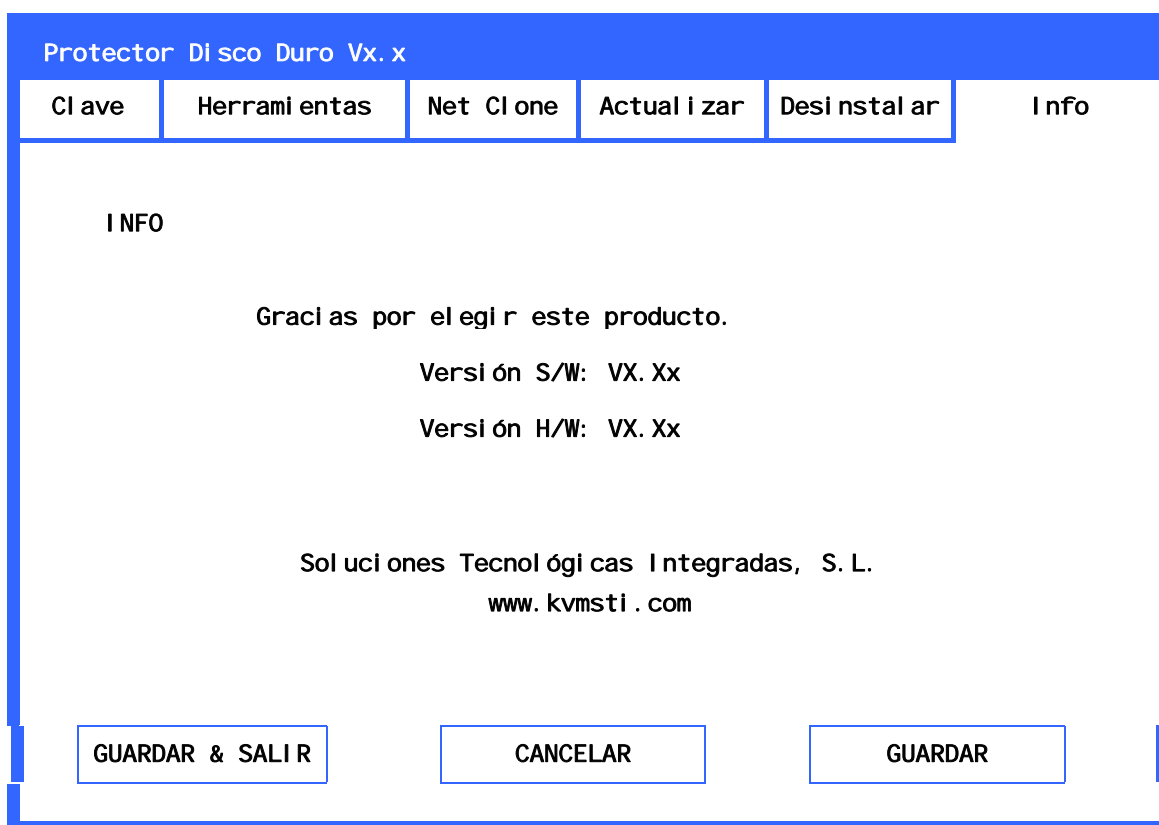 Protector Disco Duro Vx.x
Clave Herramientas Net Clone Actualizar Desinstalar Info
INFO
Gracias por elegir este producto.
Versión S/W: VX.Xx
Versión H/W: VX.Xx
Soluciones Tecnológicas Integradas, S.L.
www.kvmsti.com
GUARDAR & SALIR CANCELAR GUARDAR